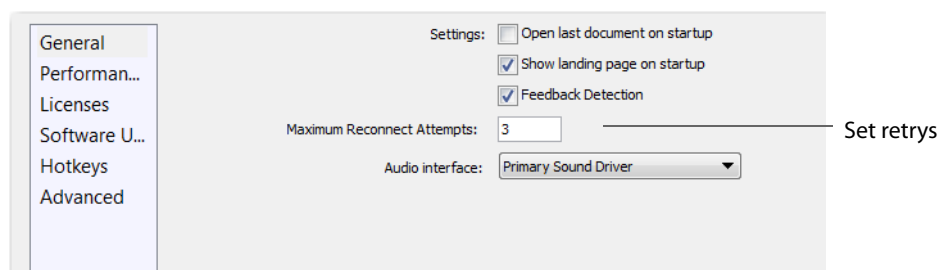 General
Performan...
Licenses
Software U...
Hotkeys
Advanced
Settings: Open last document on startup
Show landing page on startup
Feedback Detection
Maximum Reconnect Attempts: 3
Set retrys
Audio interface: Primary Sound Driver